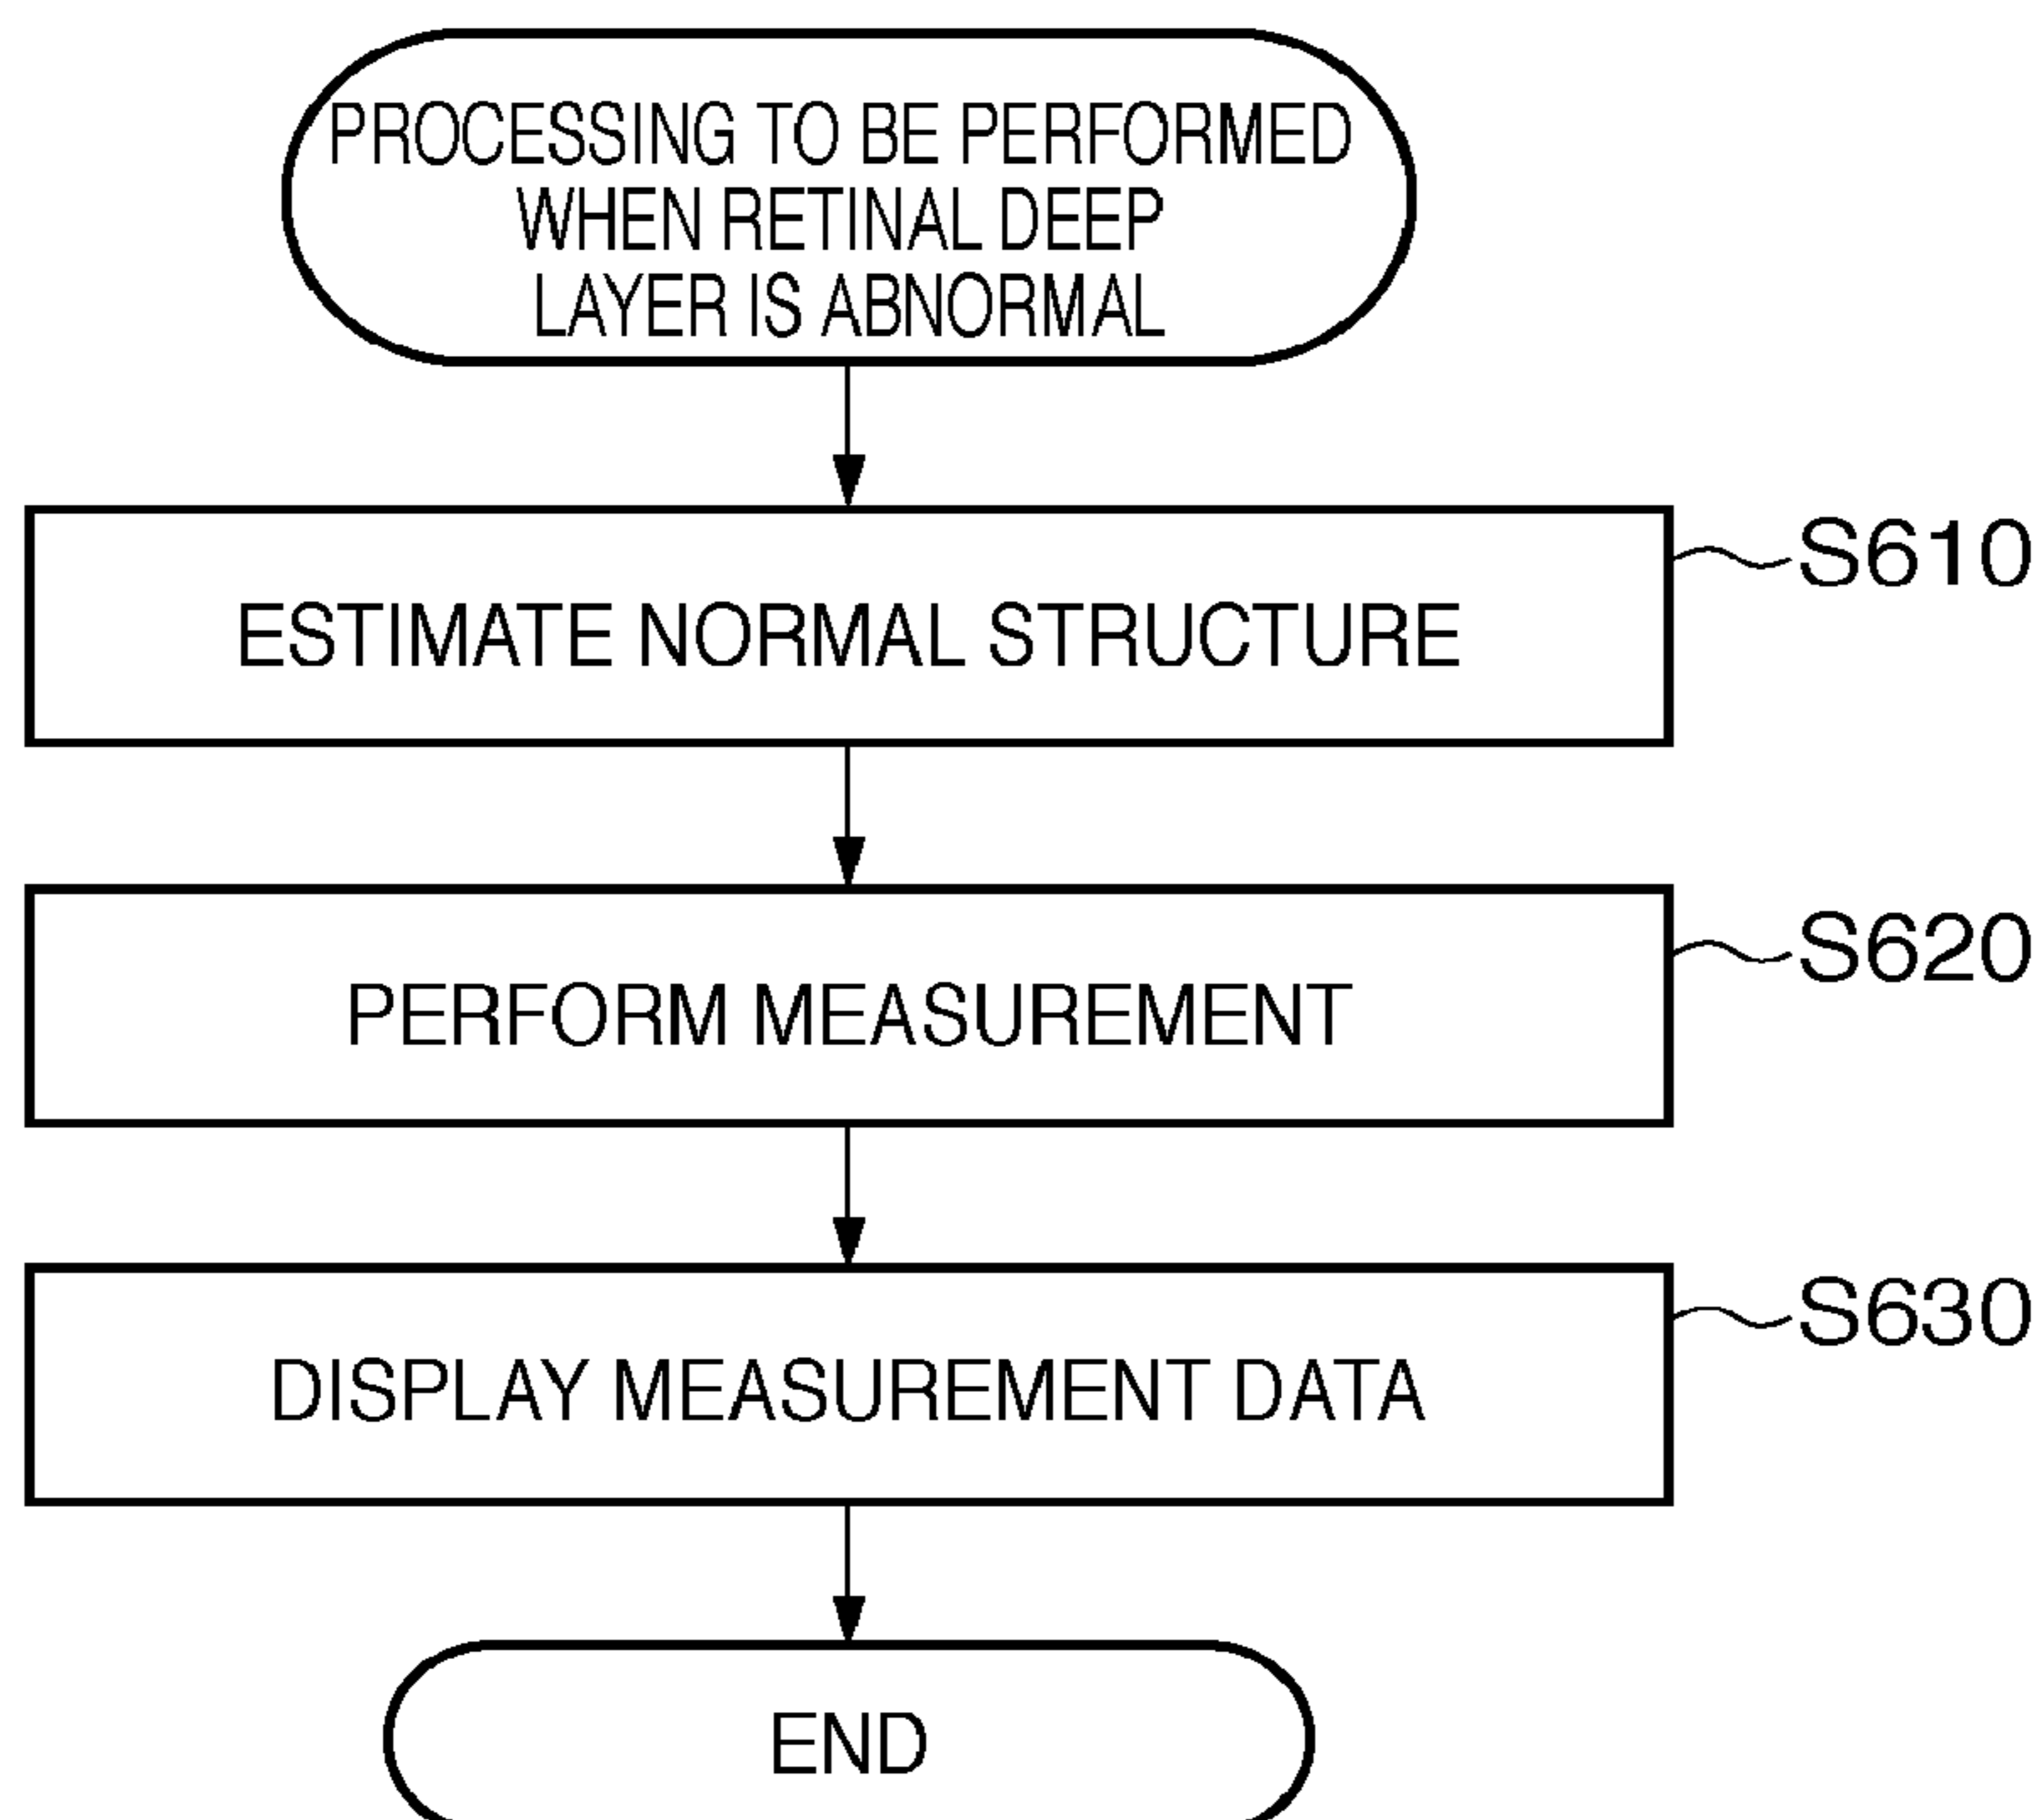 PROCESSING TO BE PERFORMED
WHEN RETINAL DEEP
LAYER IS ABNORMAL
S610
ESTIMATE NORMAL STRUCTURE
S620
PERFORM MEASUREMENT
S630
DISPLAY MEASUREMENT DATA
END